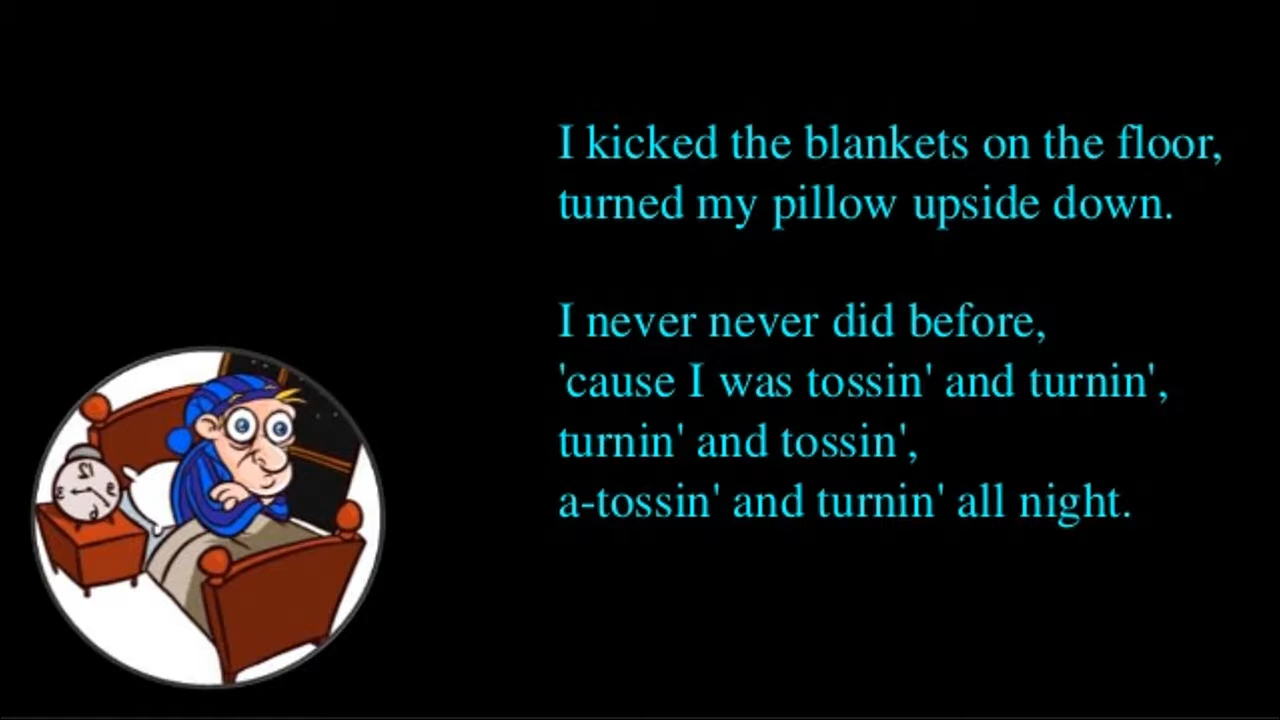 I kicked the blankets on the floor,
turned my pillow upside down.
I never never did before,
'cause I was tossin' and turnin',
turnin' and tossin',
a-tossin' and turnin' all night.